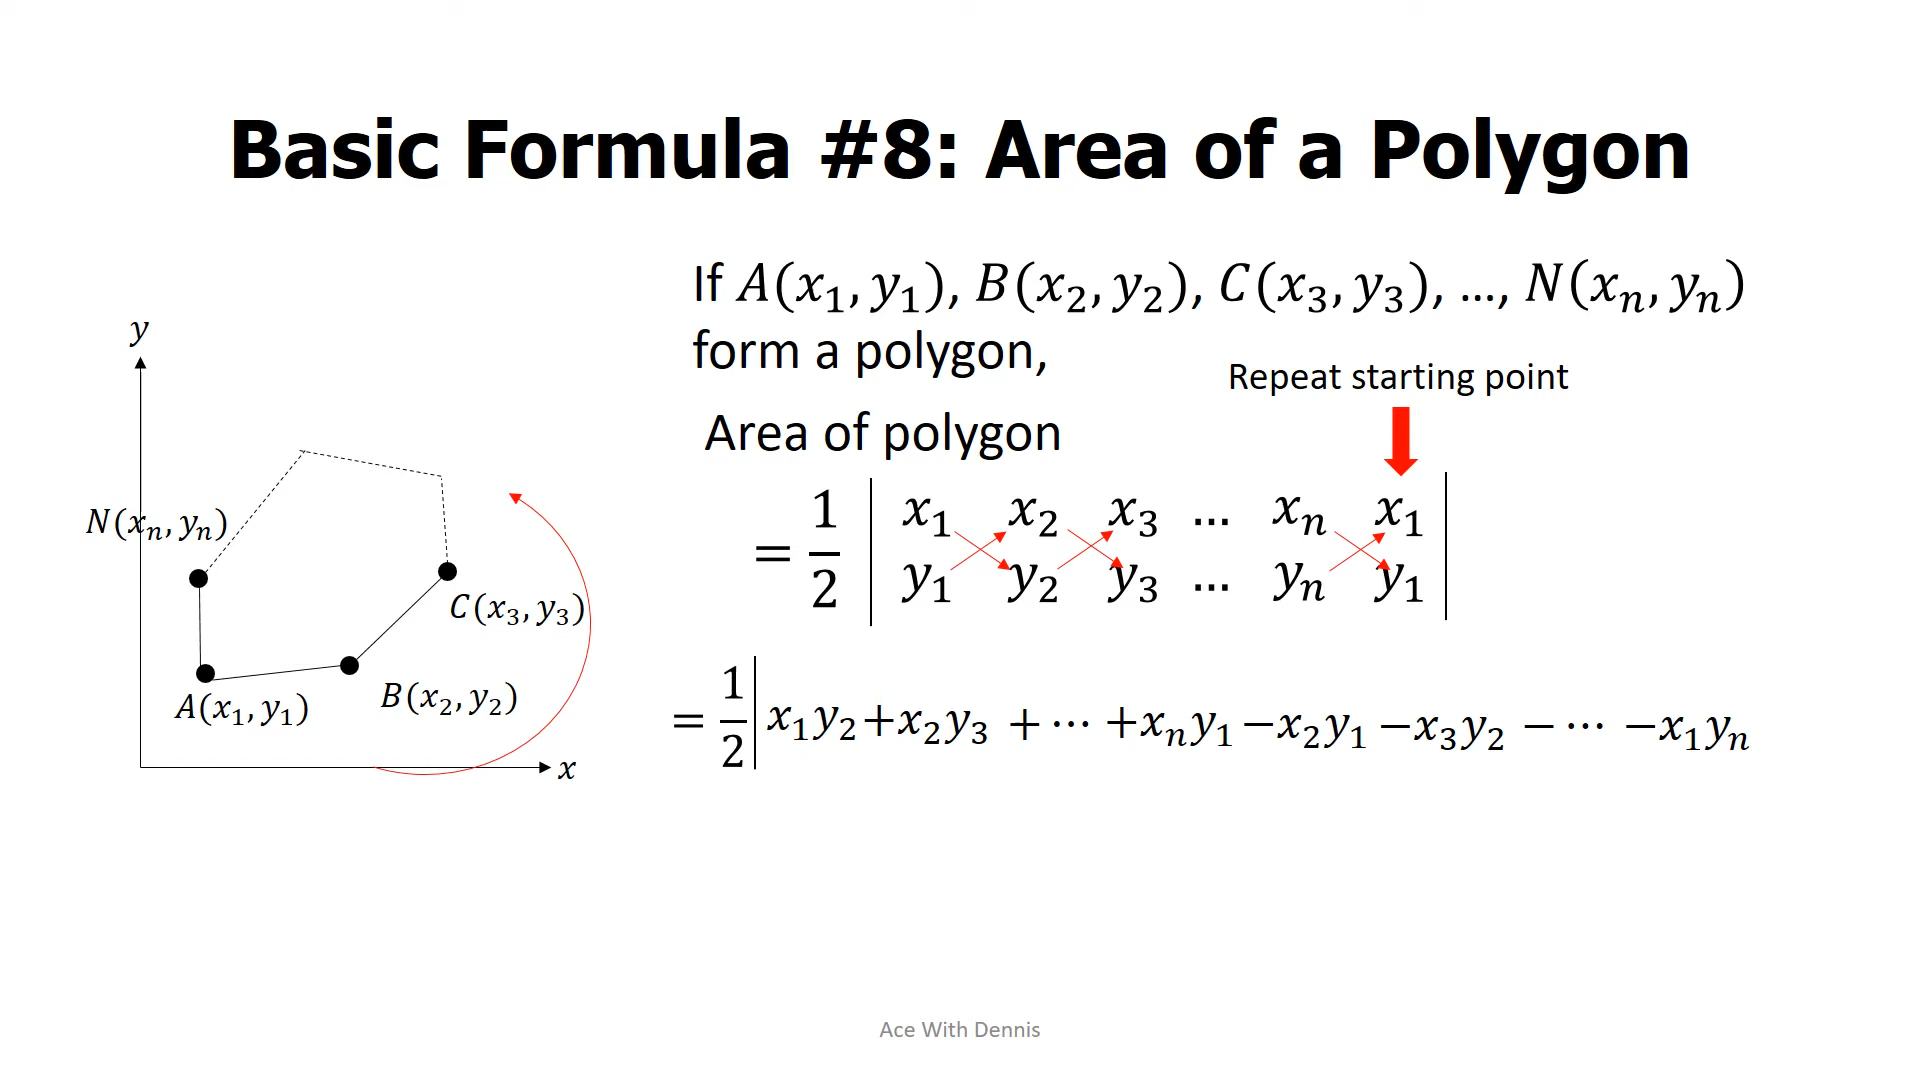 Basic Formula #8: Area of a Polygon
If A(x₁, y₁), B(x₂, y₂), C(x₃, y₃), …, N(xₙ, yₙ)
form a polygon,
Repeat starting point
Area of polygon
= 1/2 | x₁ x₂ x₃ … xₙ x₁ |
y₁ y₂ y₃ … yₙ y₁
= 1/2 | x₁y₂ + x₂y₃ + ⋯ + xₙy₁ − x₂y₁ − x₃y₂ − ⋯ − x₁yₙ
y
N(xₙ, yₙ)
C(x₃, y₃)
A(x₁, y₁)
B(x₂, y₂)
x
Ace With Dennis